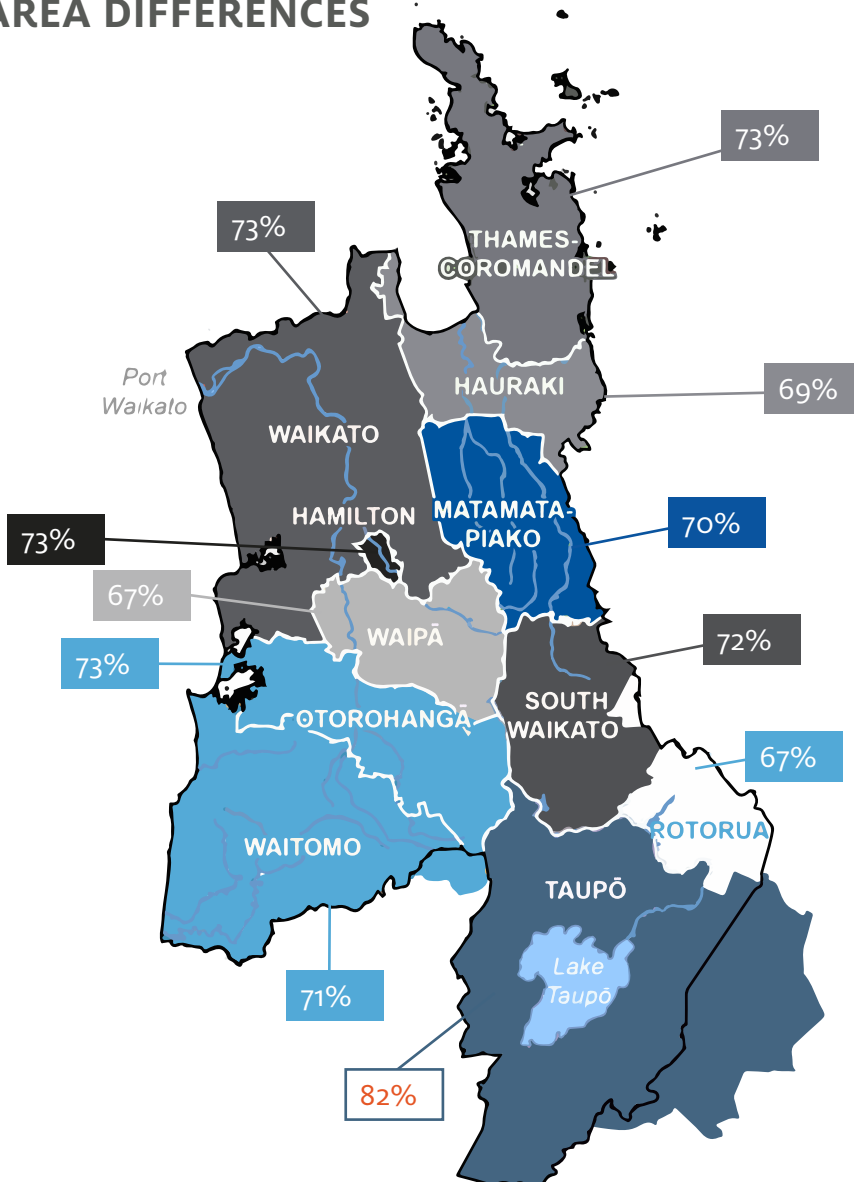 AREA DIFFERENCES
73%
73%
THAMES-
COROMANDEL
Port
Waikato
HAURAKI
69%
WAIKATO
HAMILTON
MATAMATA-
PIAKO
70%
73%
67%
WAIPĀ
72%
73%
SOUTH
WAIKATO
OTOROHANGĀ
67%
ROTORUA
WAITOMO
TAUPŌ
Lake
Taupō
71%
82%